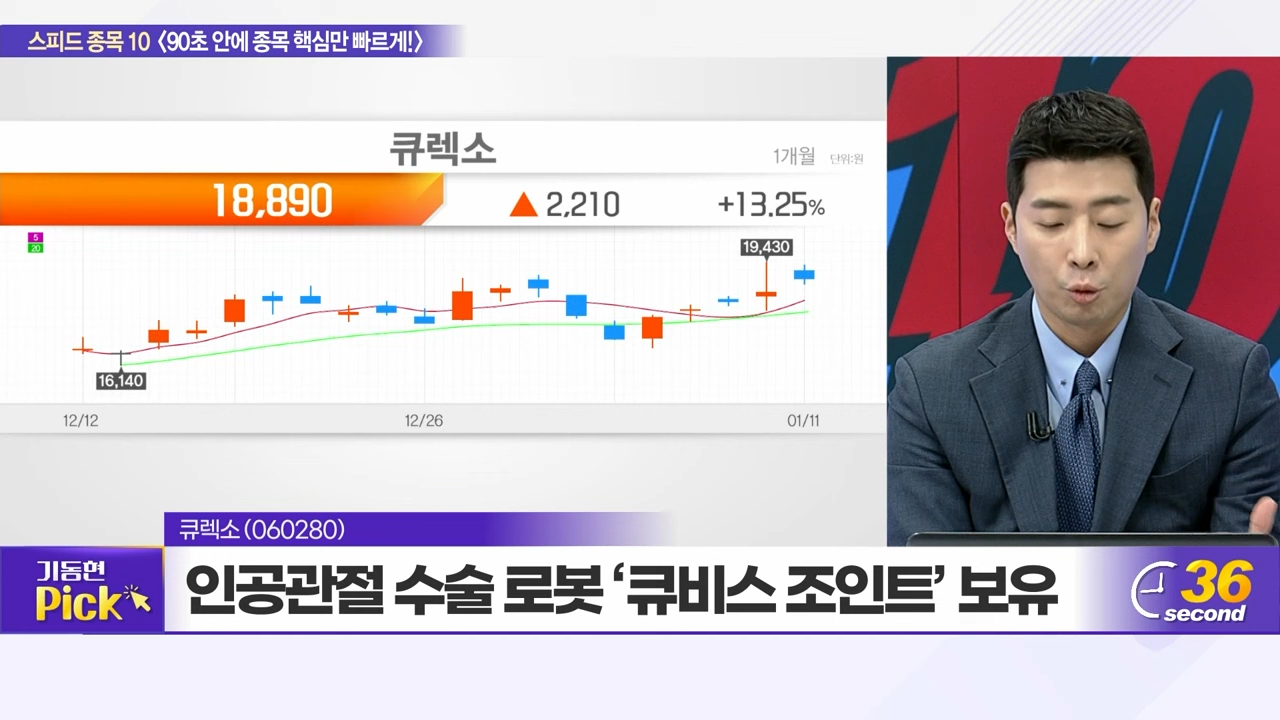 스피드 종목 10 <90초 안에 종목 핵심만 빠르게!>
큐렉소
1개월 단위:원
18,890 ▲ 2,210 +13.25%
5
20
19,430
16,140
12/12 12/26 01/11
큐렉소(060280)
기동현
Pick
인공관절 수술 로봇 ‘큐비스 조인트’ 보유
36
second